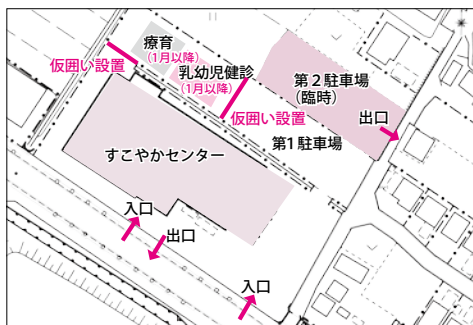 療育
(1月以降)
仮囲い設置
乳幼児健診
(1月以降)
第2駐車場
(臨時)
出口
仮囲い設置
第1駐車場
すこやかセンター
入口
出口
入口